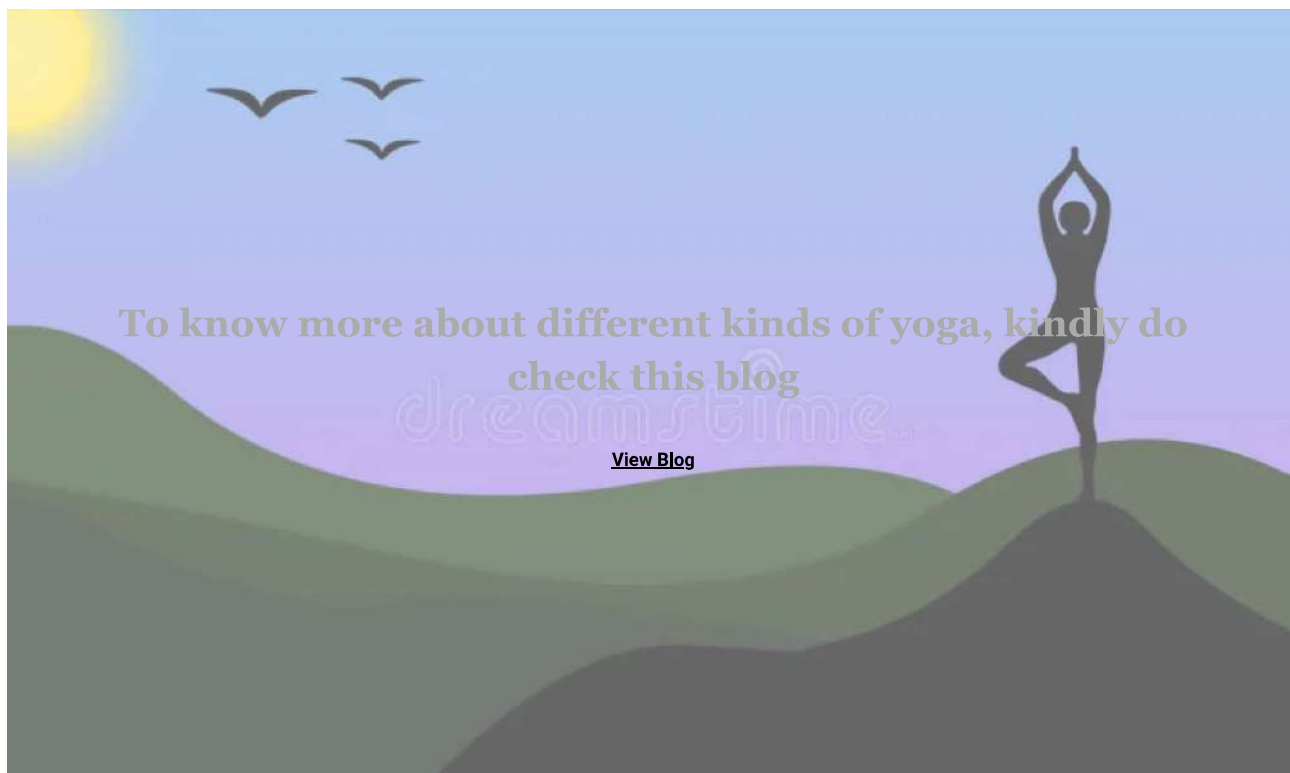 To know more about different kinds of yoga, kindly do
check this blog
dreamstime
View Blog